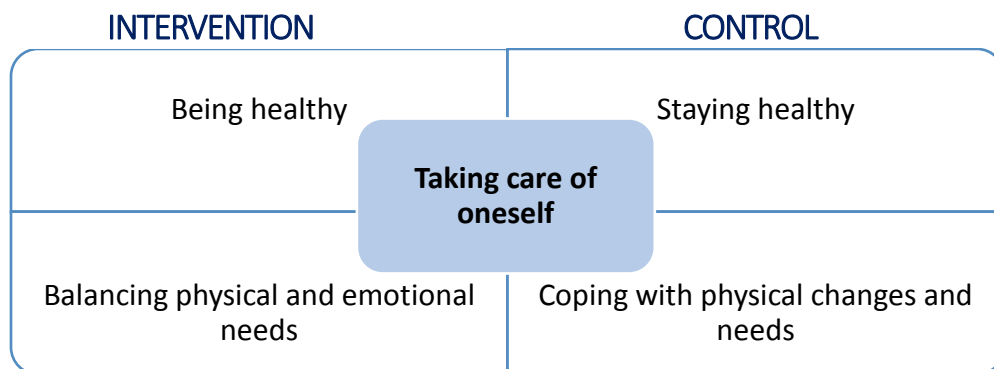 INTERVENTION
CONTROL
Being healthy
Staying healthy
Taking care of
oneself
Balancing physical and emotional
needs
Coping with physical changes and
needs